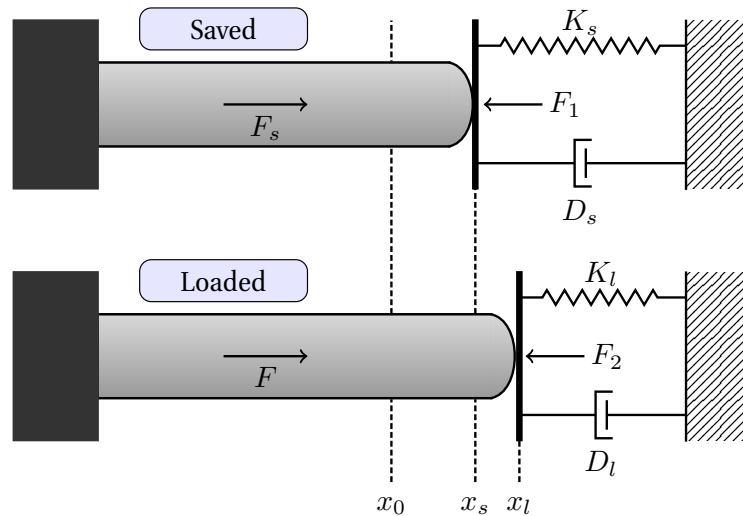 Saved
K_s
F_s
F_1
D_s
Loaded
K_l
F
F_2
D_l
x_0 x_s x_l